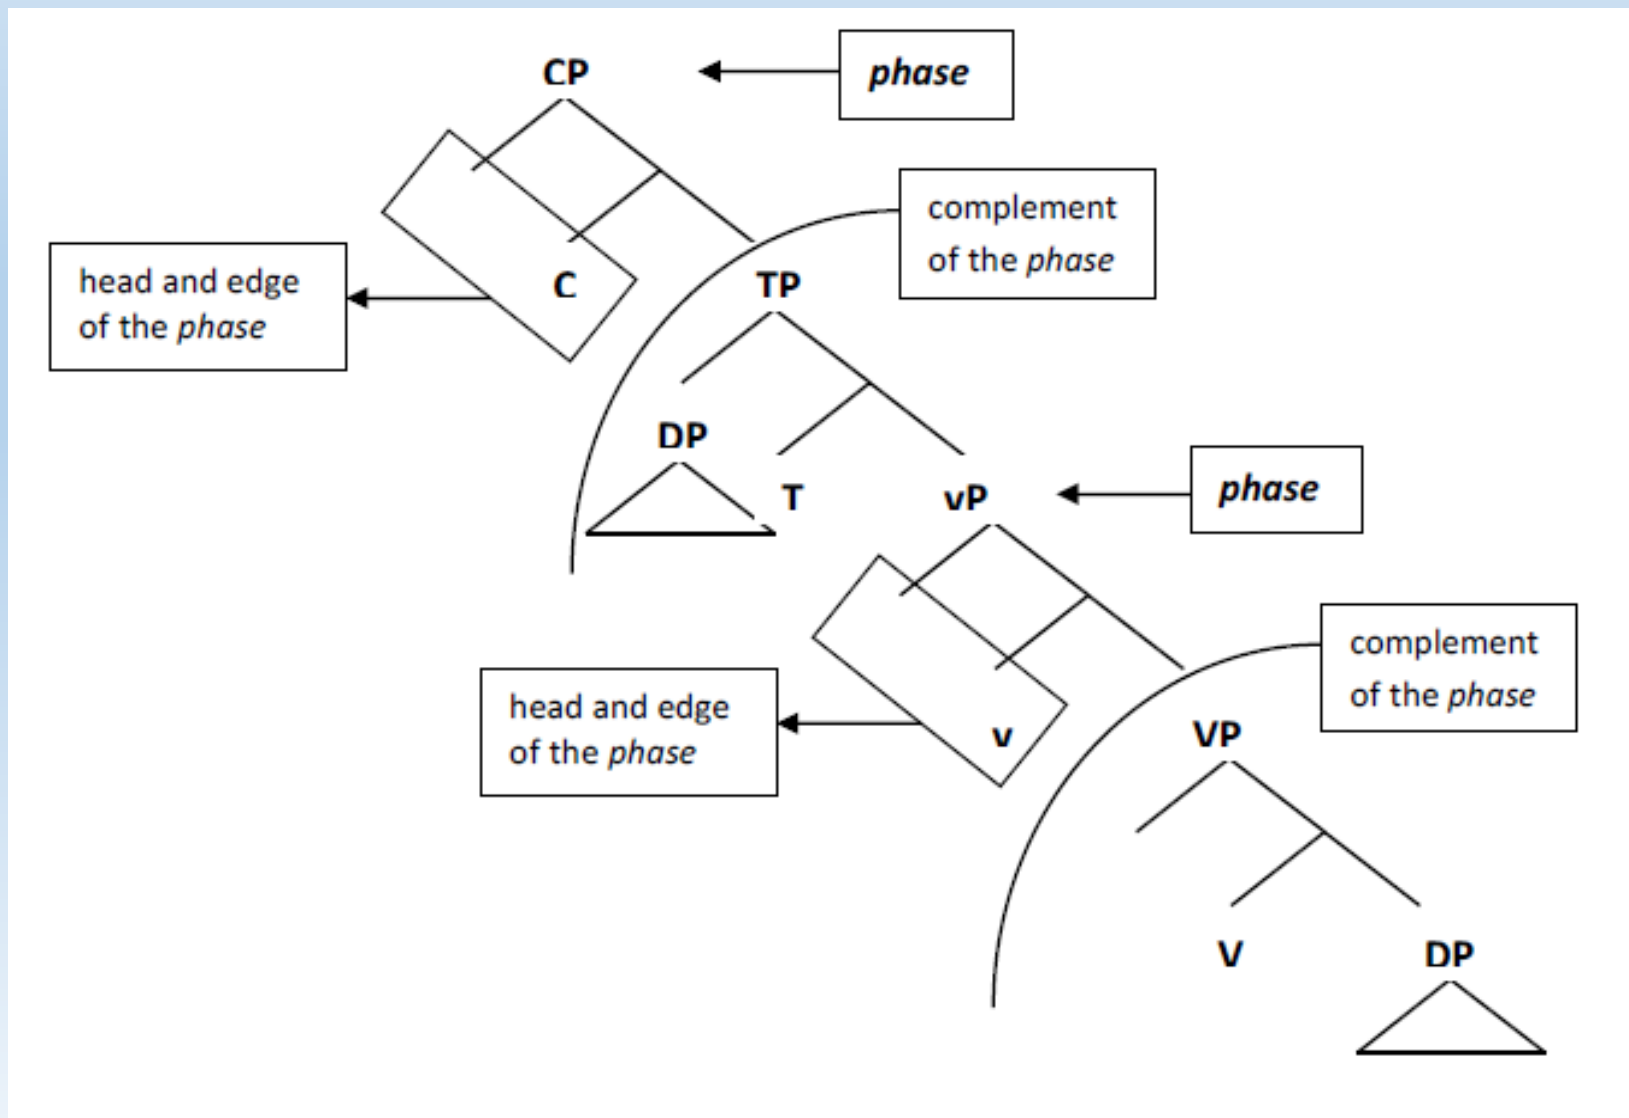 CP
phase
complement
of the phase
head and edge
of the phase
C
TP
DP
T
vP
phase
complement
of the phase
head and edge
of the phase
v
VP
V
DP